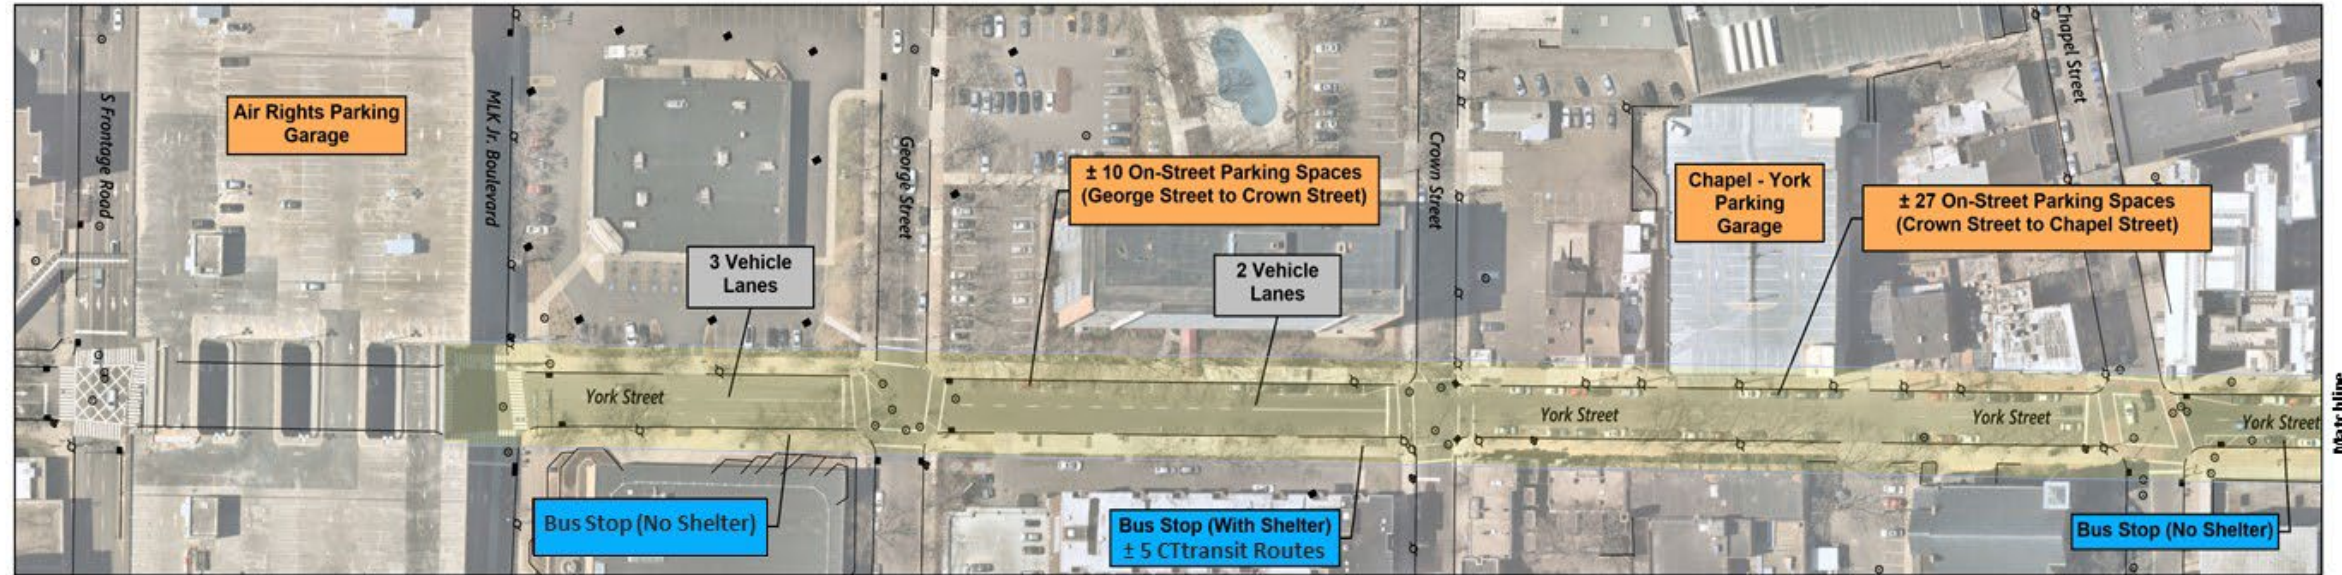 S Frontage Road
Air Rights Parking
Garage
MLK Jr. Boulevard
3 Vehicle
Lanes
George Street
± 10 On-Street Parking Spaces
(George Street to Crown Street)
2 Vehicle
Lanes
Crown Street
Chapel - York
Parking
Garage
± 27 On-Street Parking Spaces
(Crown Street to Chapel Street)
Chapel Street
York Street
York Street
York Street
York Street
Matchline
Bus Stop (No Shelter)
Bus Stop (With Shelter)
± 5 CTtransit Routes
Bus Stop (No Shelter)